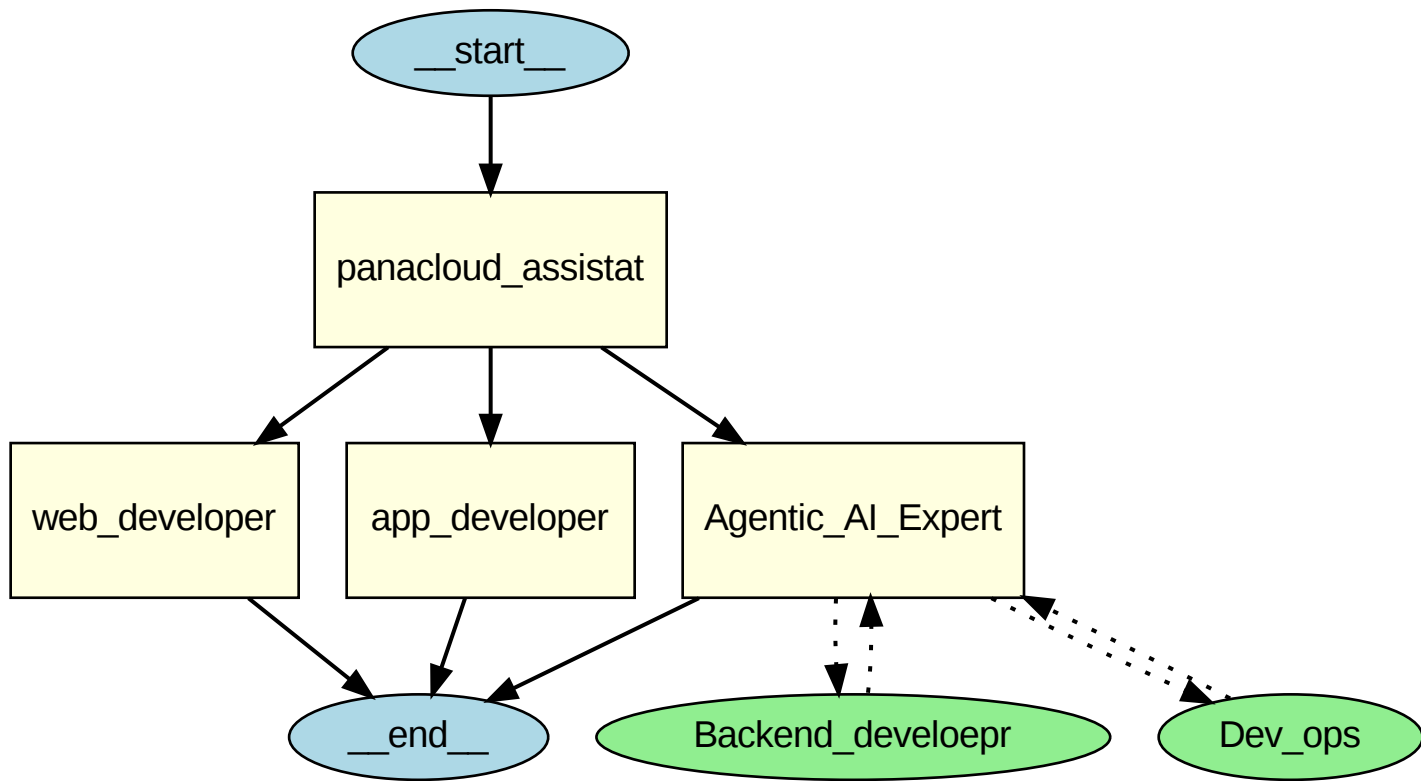 __start__
panacloud_assistat
web_developer
app_developer
Agentic_AI_Expert
__end__
Backend_develoepr
Dev_ops